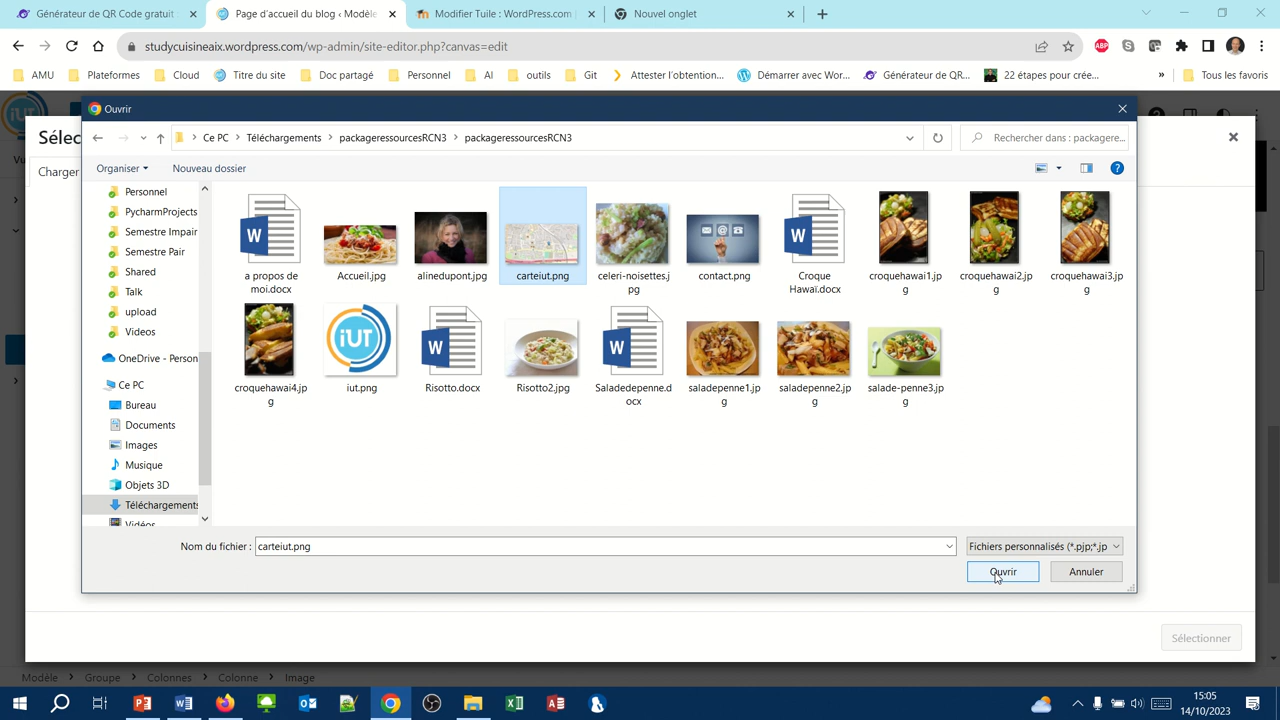 Générateur de QR Code gratuit
Page d'accueil du blog ‹ Modèle
Modifier Tuile : WordPress.com
Nouvel onglet
studycuisineaix.wordpress.com/wp-admin/site-editor.php?canvas=edit
AMU
Plateformes
Cloud
Titre du site
Doc partagé
Personnel
AI
outils
Git
Attester l'obtention...
Démarrer avec Wor...
Générateur de QR...
22 étapes pour crée...
»
Tous les favoris
Ouvrir
Sélec
Charger
Ce PC > Téléchargements > packageressourcesRCN3 > packageressourcesRCN3
Rechercher dans : packagere...
Organiser
Nouveau dossier
Personnel
PycharmProjects
Semestre Impair
Semestre Pair
Shared
Talk
upload
Videos
OneDrive - Person
Ce PC
Bureau
Documents
Images
Musique
Objets 3D
Téléchargements
Vidéos
a propos de
moi.docx
Accueil.jpg
alinedupont.jpg
carteiut.png
celeri-noisettes.j
pg
contact.png
Croque
Hawaï.docx
croquehawai1.jp
g
croquehawai2.jp
g
croquehawai3.jp
g
croquehawai4.jp
g
iut.png
Risotto.docx
Risotto2.jpg
Saladedepenne.d
ocx
saladepenne1.jp
g
saladepenne2.jp
g
salade-penne3.jp
g
Nom du fichier :
carteiut.png
Fichiers personnalisés (*.pjp;*.jp
Ouvrir
Annuler
Sélectionner
Modèle > Groupe > Colonnes > Colonne > Image
15:05
14/10/2023